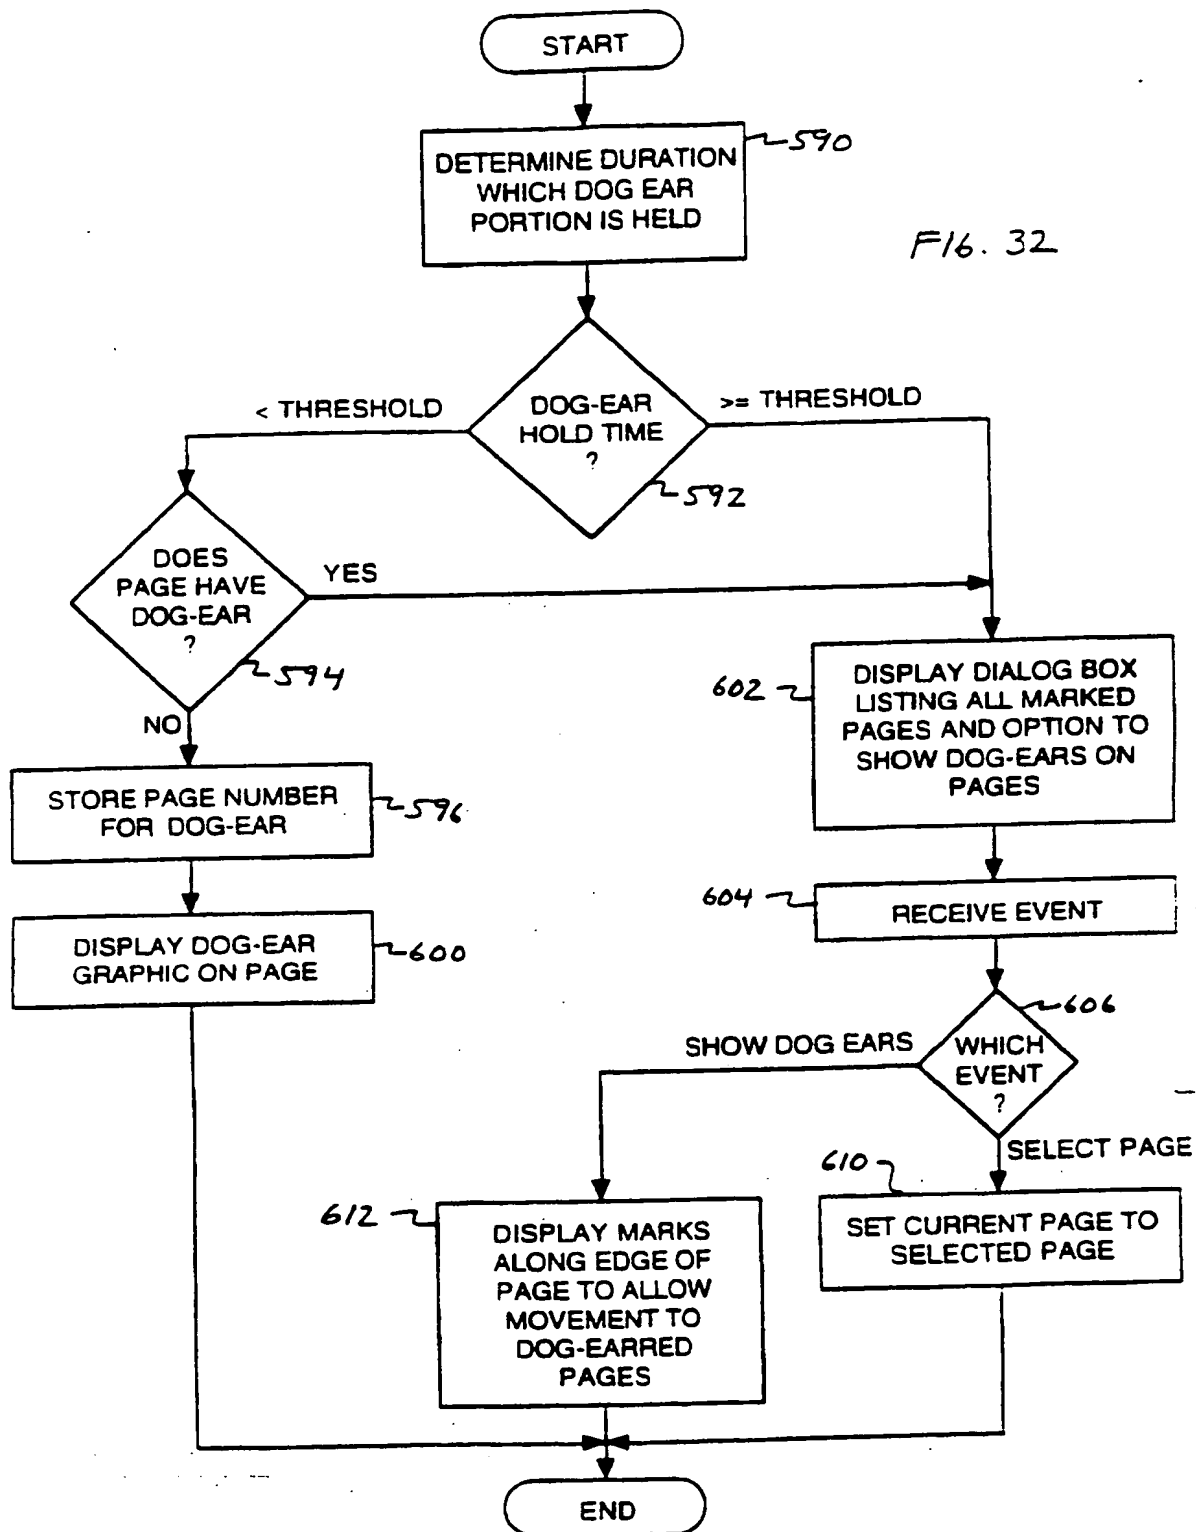 START
DETERMINE DURATION
WHICH DOG EAR
PORTION IS HELD
590
FIG. 32
< THRESHOLD
DOG-EAR
HOLD TIME
?
>= THRESHOLD
592
DOES
PAGE HAVE
DOG-EAR
?
YES
594
NO
602
DISPLAY DIALOG BOX
LISTING ALL MARKED
PAGES AND OPTION TO
SHOW DOG-EARS ON
PAGES
STORE PAGE NUMBER
FOR DOG-EAR
596
604
RECEIVE EVENT
DISPLAY DOG-EAR
GRAPHIC ON PAGE
600
606
SHOW DOG EARS
WHICH
EVENT
?
SELECT PAGE
610
612
DISPLAY MARKS
ALONG EDGE OF
PAGE TO ALLOW
MOVEMENT TO
DOG-EARRED
PAGES
SET CURRENT PAGE TO
SELECTED PAGE
END